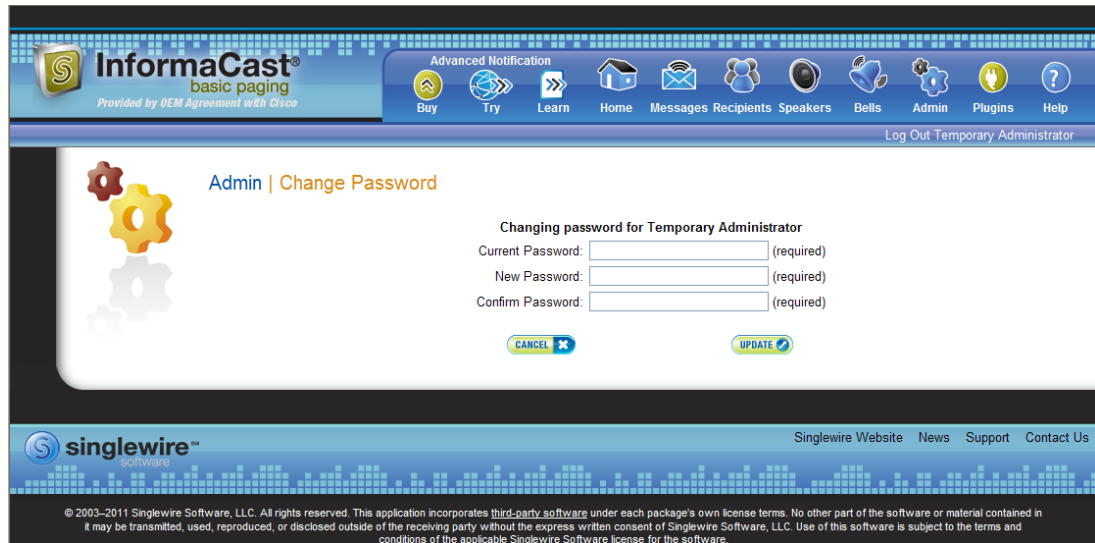 InformaCast®
basic paging
Provided by OEM Agreement with Cisco
Advanced Notification
Buy Try Learn Home Messages Recipients Speakers Bells Admin Plugins Help
Log Out Temporary Administrator
Admin | Change Password
Changing password for Temporary Administrator
Current Password: (required)
New Password: (required)
Confirm Password: (required)
CANCEL UPDATE
singlewire℠
software
Singlewire Website News Support Contact Us
© 2003–2011 Singlewire Software, LLC. All rights reserved. This application incorporates third-party software under each package's own license terms. No other part of the software or material contained in
it may be transmitted, used, reproduced, or disclosed outside of the receiving party without the express written consent of Singlewire Software, LLC. Use of this software is subject to the terms and
conditions of the applicable Singlewire Software license for the software.